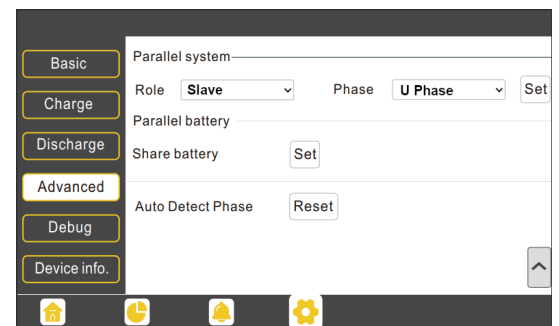 Basic
Charge
Discharge
Advanced
Debug
Device info.
Parallel system
Role Slave Phase U Phase Set
Parallel battery
Share battery Set
Auto Detect Phase Reset